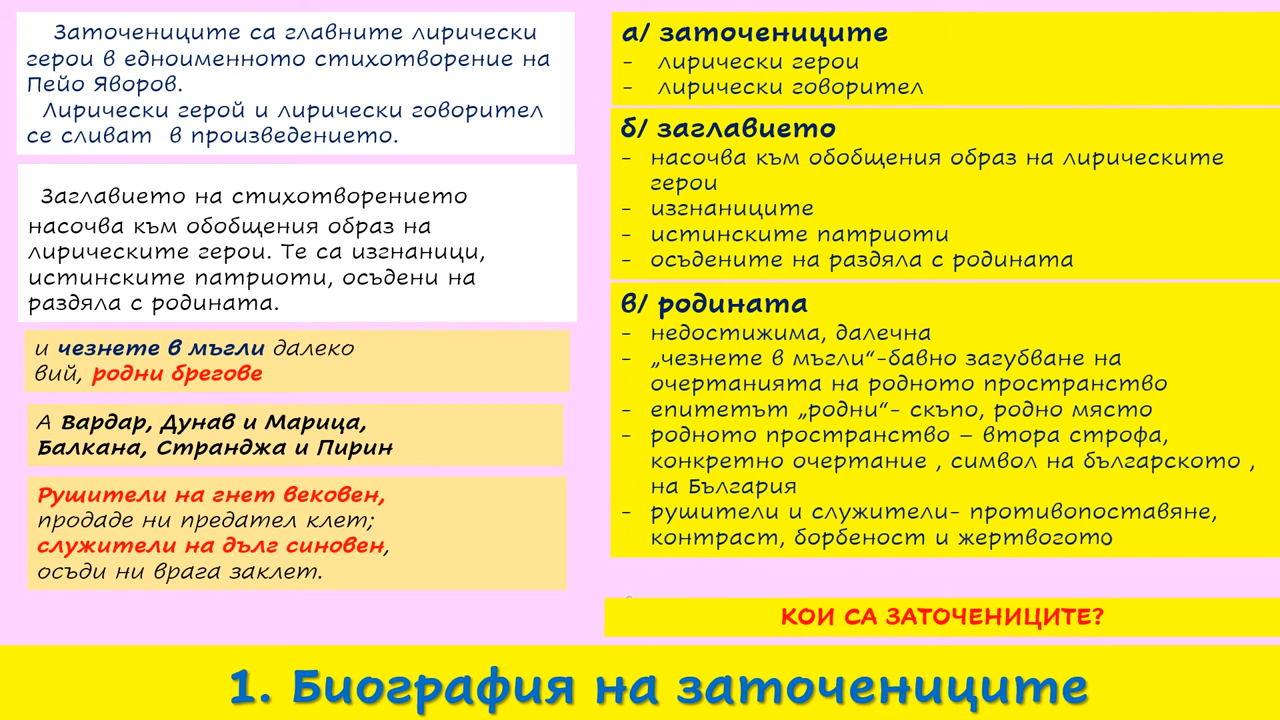 Заточениците са главните лирически
герои в едноименното стихотворение на
Пейо Яворов.
Лирически герой и лирически говорител
се сливат в произведението.
Заглавието на стихотворението
насочва към обобщения образ на
лирическите герои. Те са изгнаници,
истинските патриоти, осъдени на
раздяла с родината.
и чезнете в мъгли далеко
вий, родни брегове
А Вардар, Дунав и Марица,
Балкана, Странджа и Пирин
Рушители на гнет вековен,
продаде ни предател клет;
служители на дълг синовен,
осъди ни врага заклет.
а/ заточениците
- лирически герои
- лирически говорител
б/ заглавието
- насочва към обобщения образ на лирическите
герои
- изгнаниците
- истинските патриоти
- осъдените на раздяла с родината
в/ родината
- недостижима, далечна
- „чезнете в мъгли“-бавно загубване на
очертанията на родното пространство
- епитетът „родни“- скъпо, родно място
- родното пространство – втора строфа,
конкретно очертание , символ на българското ,
на България
- рушители и служители- противопоставяне,
контраст, борбеност и жертвогото
КОИ СА ЗАТОЧЕНИЦИТЕ?
1. Биография на заточениците